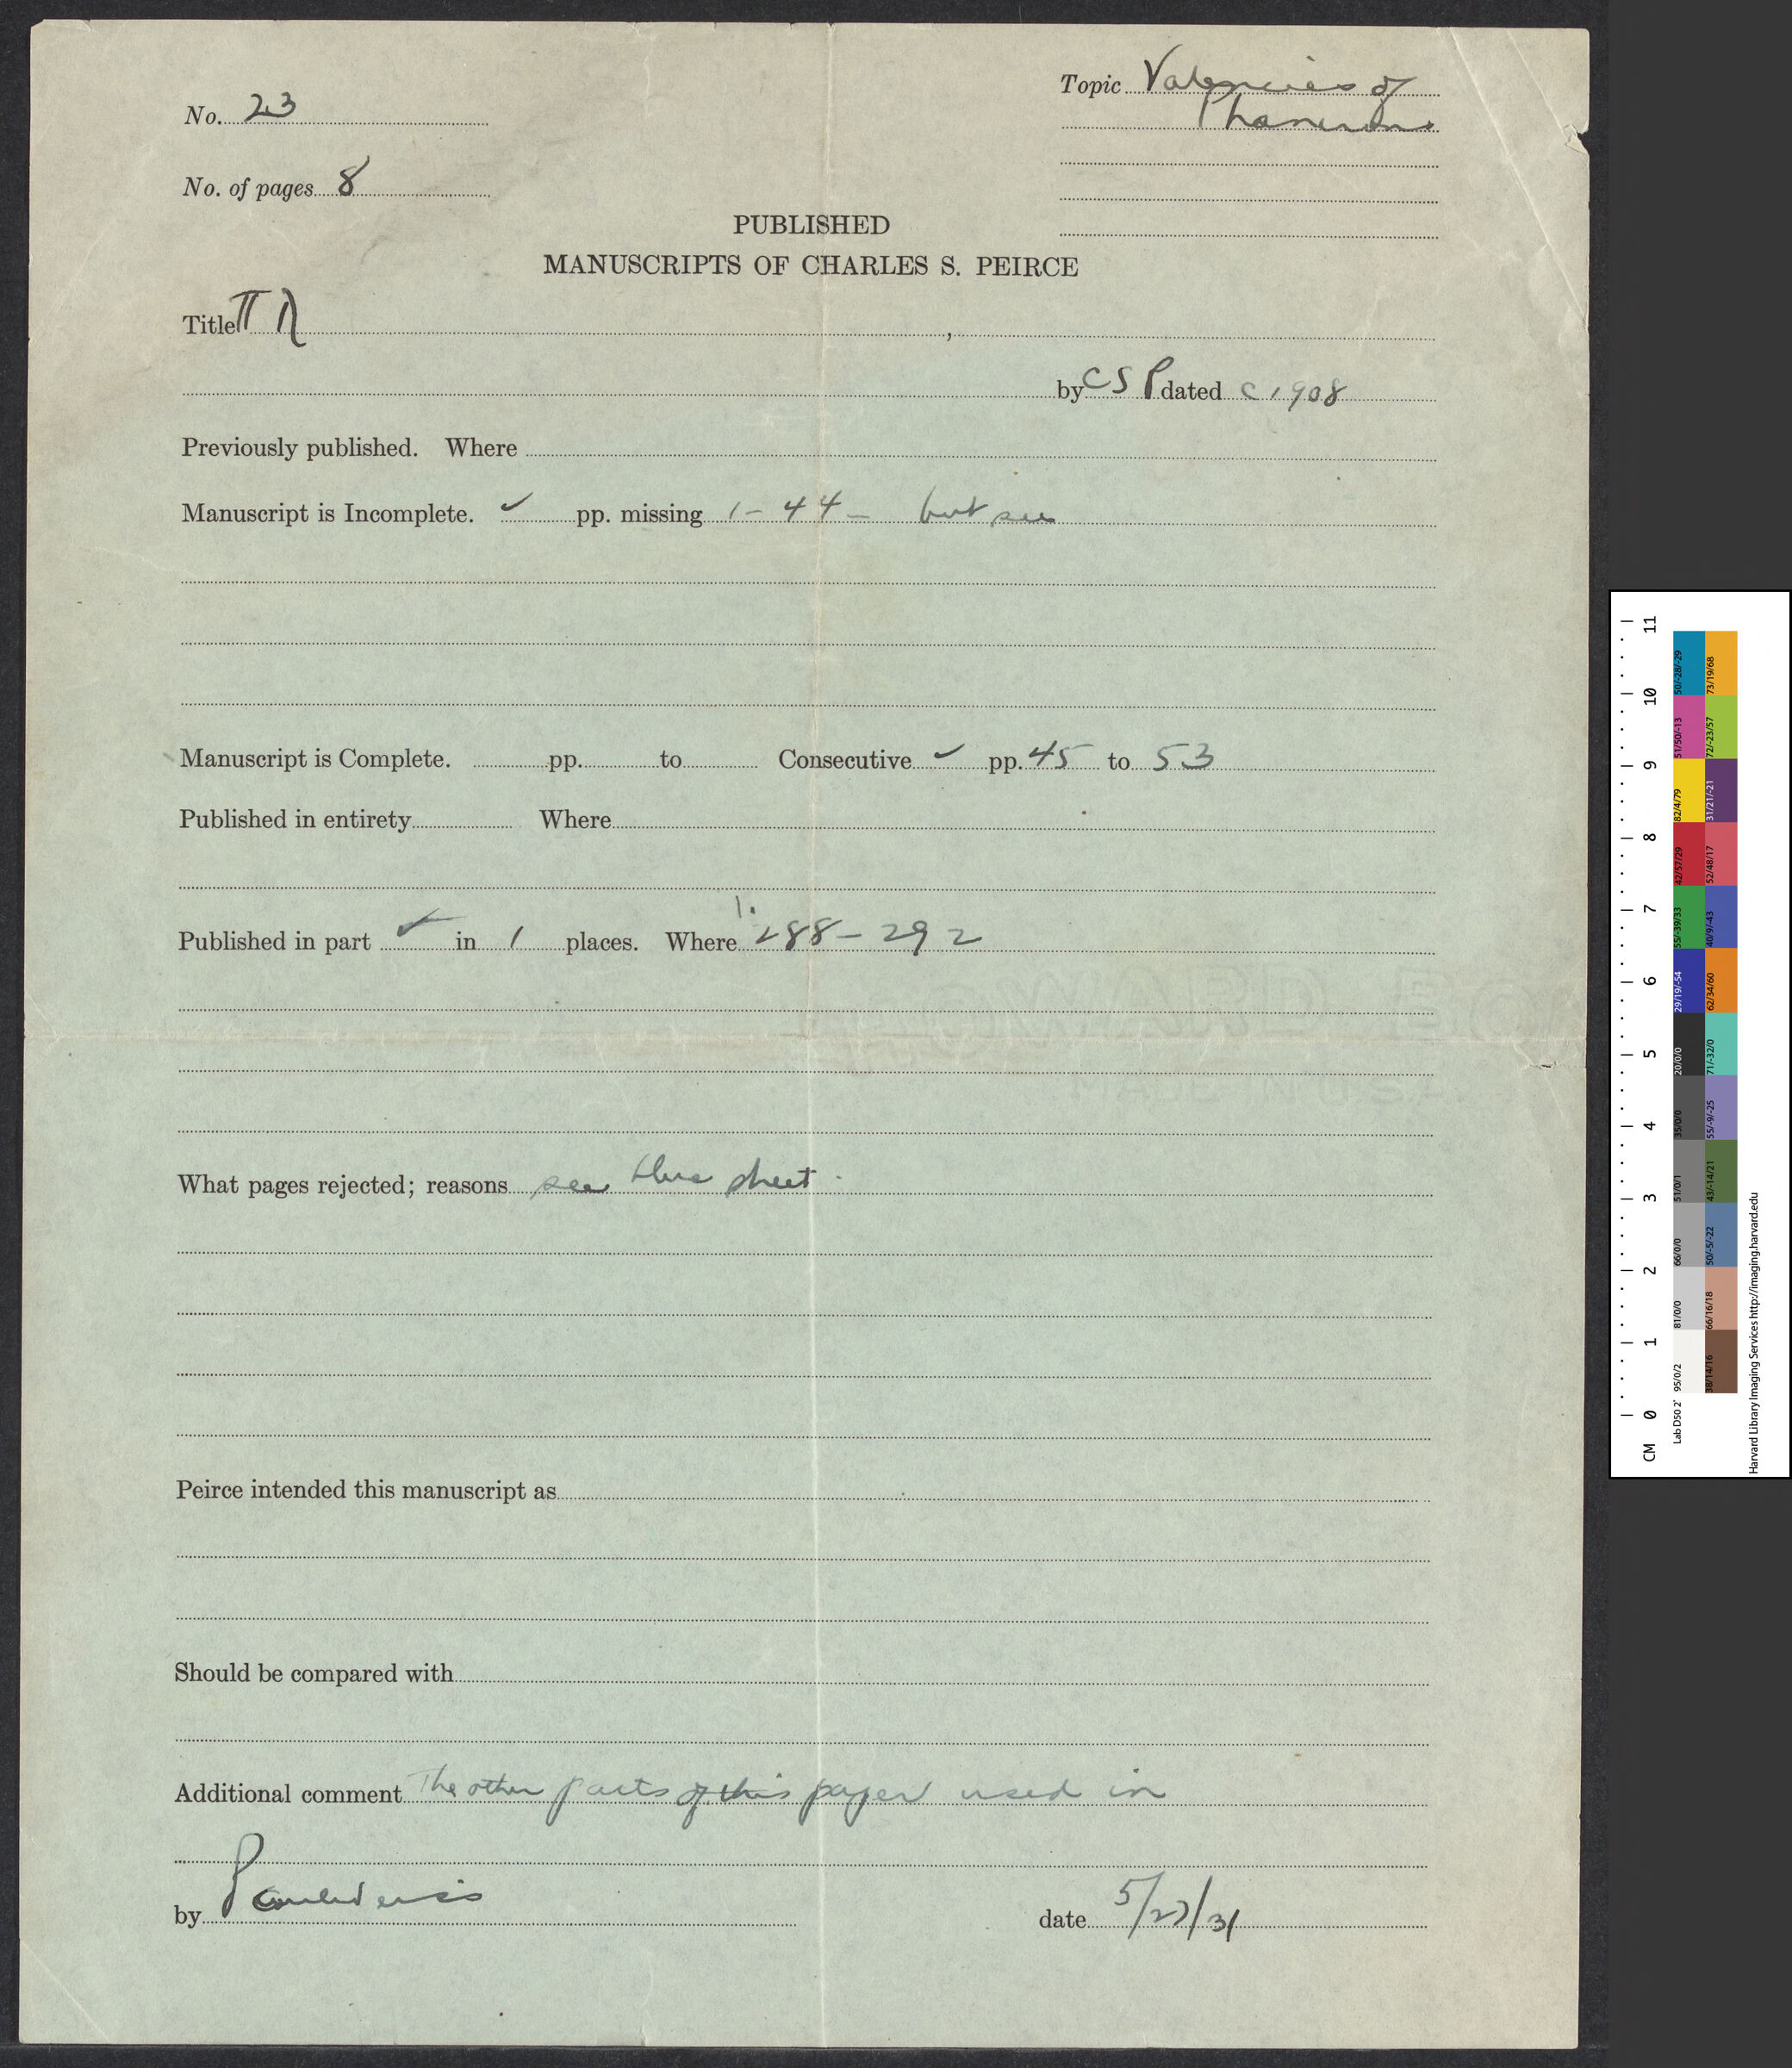 No. 23
Topic Valencies of
Phanerons
No. of pages 8
PUBLISHED
MANUSCRIPTS OF CHARLES S. PEIRCE
Title ,
by CSP dated c 1908
Previously published. Where
Manuscript is Incomplete. ✓ pp. missing 1-44- but see
Manuscript is Complete. pp. to Consecutive ✓ pp. 45 to 53
Published in entirety Where
Published in part ✓ in 1 places. Where 1.288-292
What pages rejected; reasons see blue sheet.
Peirce intended this manuscript as
Should be compared with
Additional comment The other parts of this paper used in
by Paul Weiss
date 5/27/31
MADE IN U.S.A.
CM 0 1 2 3 4 5 6 7 8 9 10 11
Lab D50 2° 95/0/2 81/0/0 66/0/0 51/0/1 35/0/0 20/0/0 29/19/-54 55/-39/33 42/57/29 82/4/79 51/50/-13 50/-28/-29
38/14/16 66/16/18 50/-5/-22 43/-14/21 55/-9/-25 71/-32/0 62/34/60 40/9/-43 52/48/17 31/21/-21 72/-23/57 73/19/68
Harvard Library Imaging Services http://imaging.harvard.edu